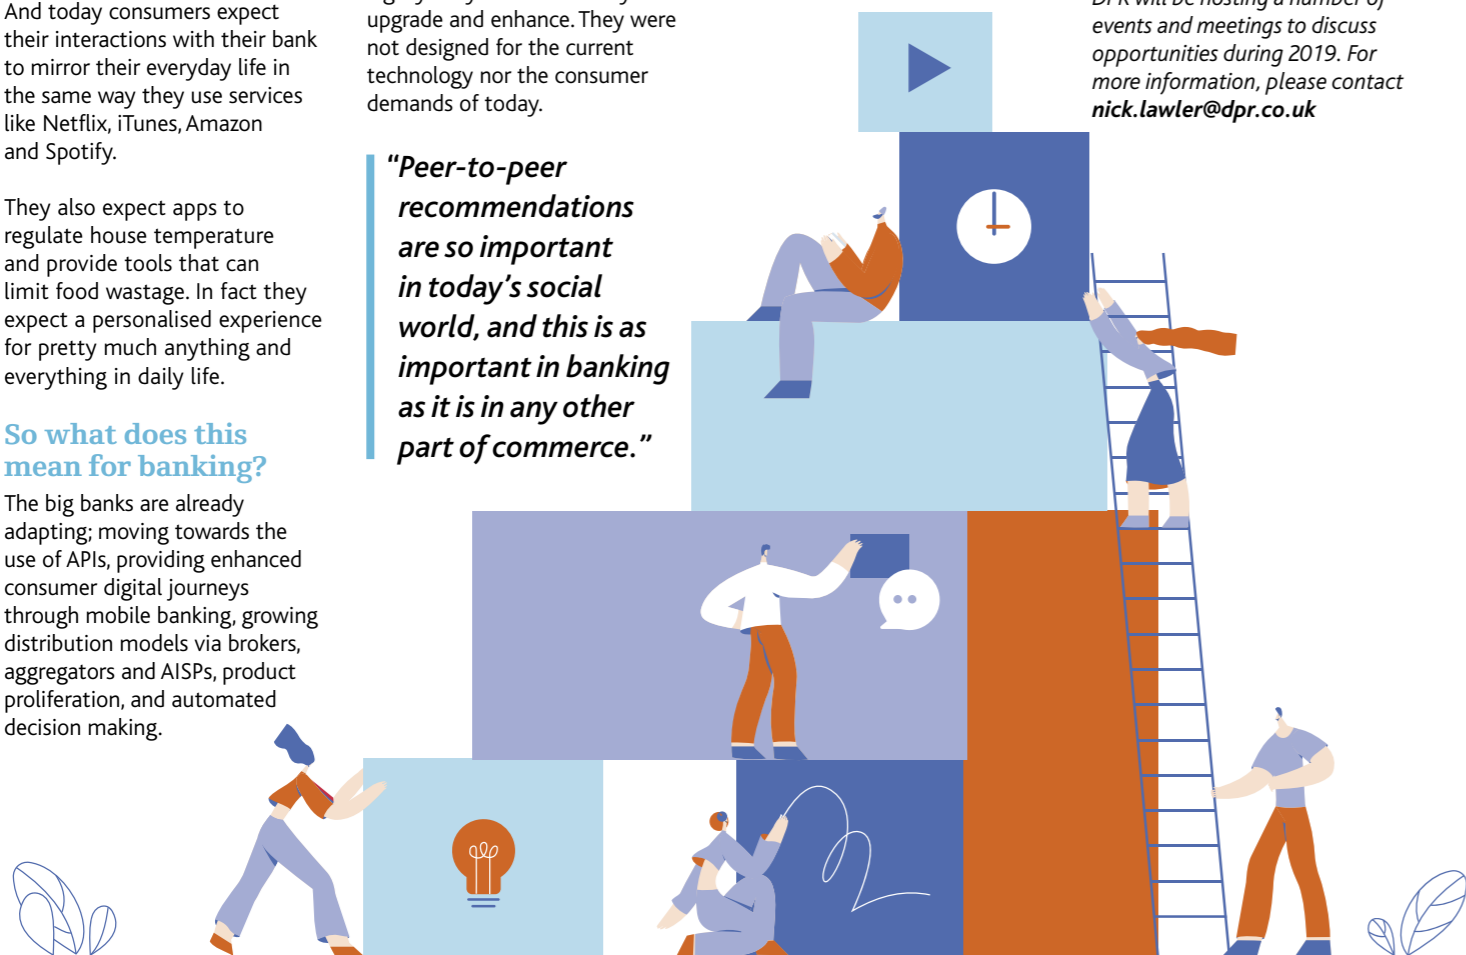 And today consumers expect
their interactions with their bank
to mirror their everyday life in
the same way they use services
like Netflix, iTunes, Amazon
and Spotify.
They also expect apps to
regulate house temperature
and provide tools that can
limit food wastage. In fact they
expect a personalised experience
for pretty much anything and
everything in daily life.
So what does this
mean for banking?
The big banks are already
adapting; moving towards the
use of APIs, providing enhanced
consumer digital journeys
through mobile banking, growing
distribution models via brokers,
aggregators and AISPs, product
proliferation, and automated
decision making.
upgrade and enhance. They were
not designed for the current
technology nor the consumer
demands of today.
“Peer-to-peer
recommendations
are so important
in today’s social
world, and this is as
important in banking
as it is in any other
part of commerce.”
DPR will be hosting a number of
events and meetings to discuss
opportunities during 2019. For
more information, please contact
nick.lawler@dpr.co.uk